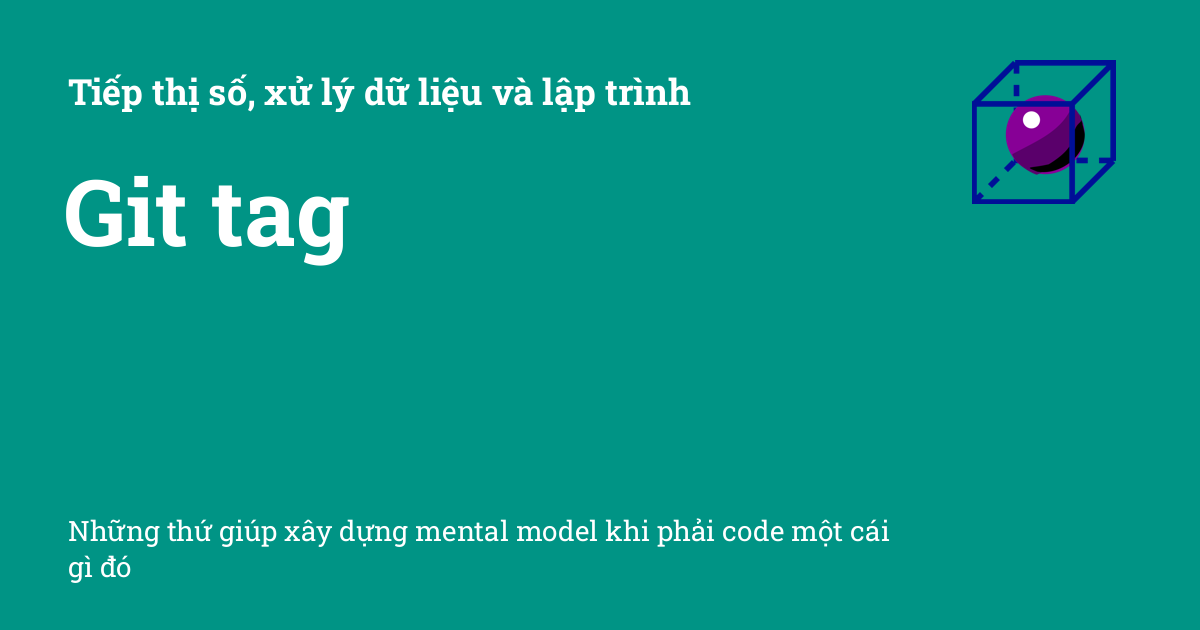 Tiếp thị số, xử lý dữ liệu và lập trình
Git tag
Những thứ giúp xây dựng mental model khi phải code một cái
gì đó